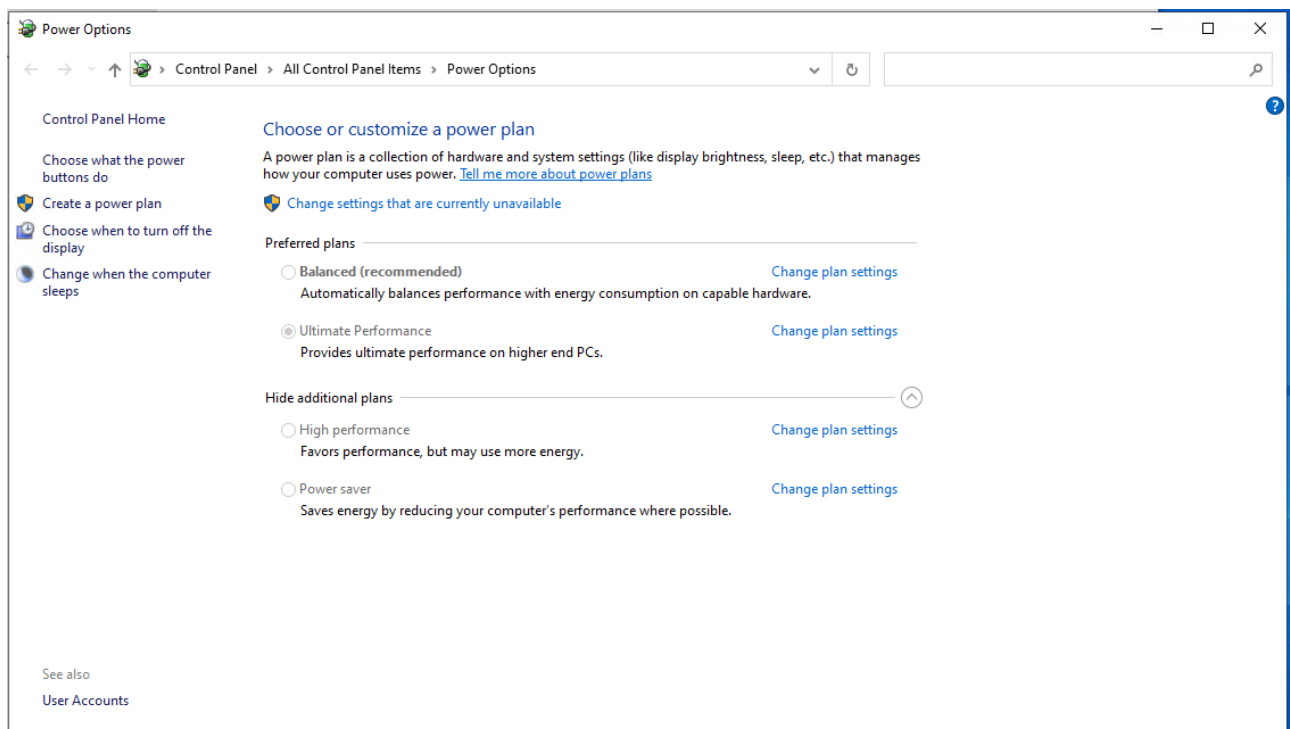 Power Options
Control Panel > All Control Panel Items > Power Options
Control Panel Home
Choose what the power
buttons do
Create a power plan
Choose when to turn off the
display
Change when the computer
sleeps
Choose or customize a power plan
A power plan is a collection of hardware and system settings (like display brightness, sleep, etc.) that manages
how your computer uses power. Tell me more about power plans
Change settings that are currently unavailable
Preferred plans
Balanced (recommended) Change plan settings
Automatically balances performance with energy consumption on capable hardware.
Ultimate Performance Change plan settings
Provides ultimate performance on higher end PCs.
Hide additional plans
High performance Change plan settings
Favors performance, but may use more energy.
Power saver Change plan settings
Saves energy by reducing your computer's performance where possible.
See also
User Accounts